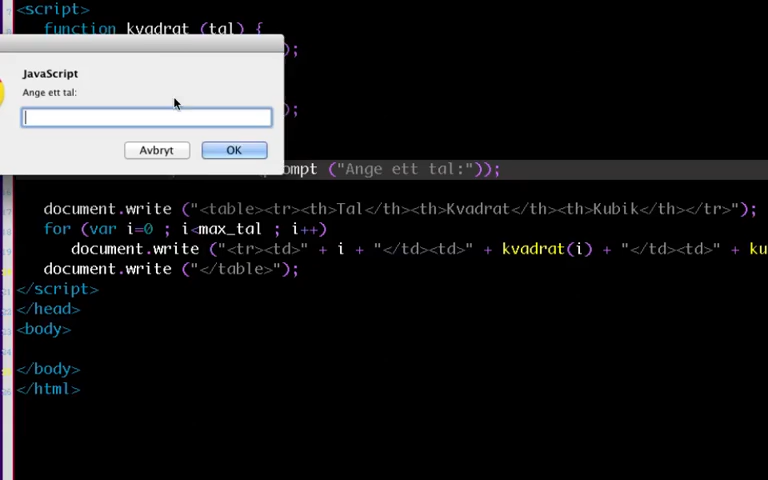 <script>
function kvadrat (tal) {
);
JavaScript
Ange ett tal:
);
Avbryt
OK
ompt ("Ange ett tal:"));
document.write ("<table><tr><th>Tal</th><th>Kvadrat</th><th>Kubik</th></tr>");
for (var i=0 ; i<max_tal ; i++)
document.write ("<tr><td>" + i + "</td><td>" + kvadrat(i) + "</td><td>" + ku
document.write ("</table>");
</script>
</head>
<body>
</body>
</html>